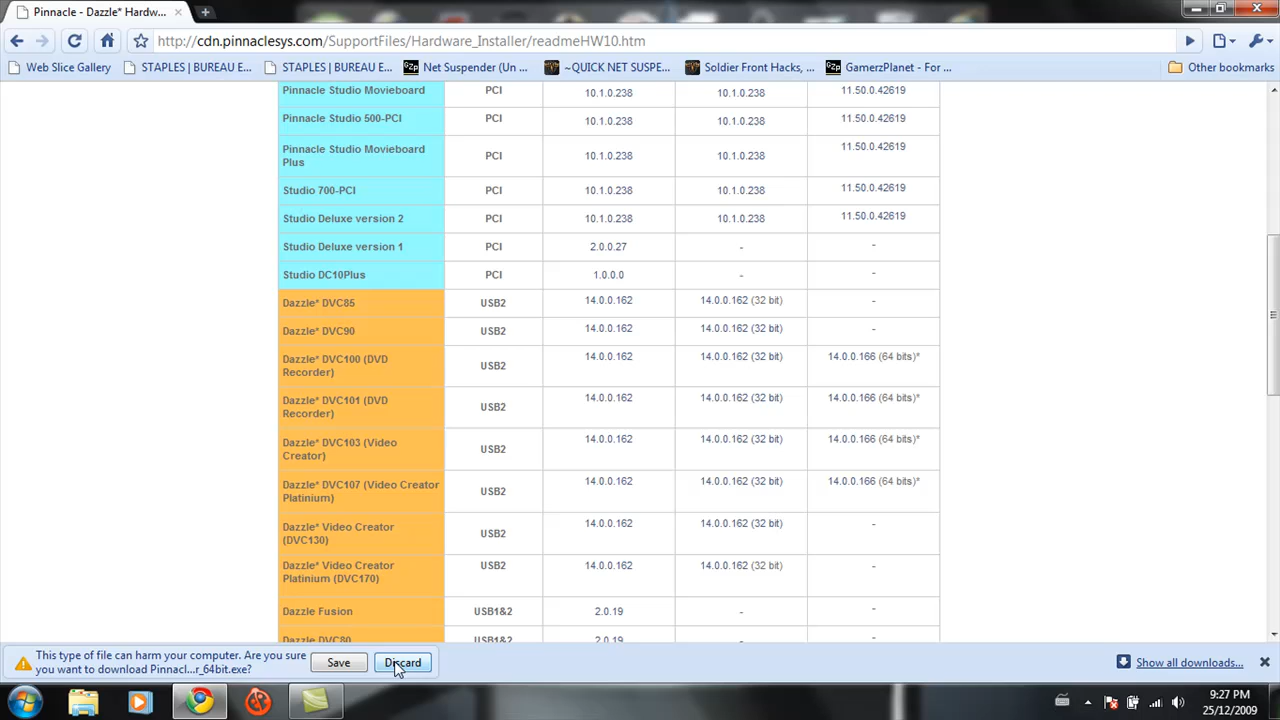 Pinnacle - Dazzle* Hardw...
http://cdn.pinnaclesys.com/SupportFiles/Hardware_Installer/readmeHW10.htm
Web Slice Gallery
STAPLES | BUREAU E...
STAPLES | BUREAU E...
Net Suspender (Un ...
~QUICK NET SUSPE...
Soldier Front Hacks, ...
GamerzPlanet - For ...
Other bookmarks
Pinnacle Studio Movieboard PCI 10.1.0.238 10.1.0.238 11.50.0.42619
Pinnacle Studio 500-PCI PCI 10.1.0.238 10.1.0.238 11.50.0.42619
Pinnacle Studio Movieboard
Plus PCI 10.1.0.238 10.1.0.238 11.50.0.42619
Studio 700-PCI PCI 10.1.0.238 10.1.0.238 11.50.0.42619
Studio Deluxe version 2 PCI 10.1.0.238 10.1.0.238 11.50.0.42619
Studio Deluxe version 1 PCI 2.0.0.27 - -
Studio DC10Plus PCI 1.0.0.0 - -
Dazzle* DVC85 USB2 14.0.0.162 14.0.0.162 (32 bit) -
Dazzle* DVC90 USB2 14.0.0.162 14.0.0.162 (32 bit) -
Dazzle* DVC100 (DVD
Recorder) USB2 14.0.0.162 14.0.0.162 (32 bit) 14.0.0.166 (64 bits)*
Dazzle* DVC101 (DVD
Recorder) USB2 14.0.0.162 14.0.0.162 (32 bit) 14.0.0.166 (64 bits)*
Dazzle* DVC103 (Video
Creator) USB2 14.0.0.162 14.0.0.162 (32 bit) 14.0.0.166 (64 bits)*
Dazzle* DVC107 (Video Creator
Platinium) USB2 14.0.0.162 14.0.0.162 (32 bit) 14.0.0.166 (64 bits)*
Dazzle* Video Creator
(DVC130) USB2 14.0.0.162 14.0.0.162 (32 bit) -
Dazzle* Video Creator
Platinium (DVC170) USB2 14.0.0.162 14.0.0.162 (32 bit) -
Dazzle Fusion USB1&2 2.0.19 - -
Dazzle DVC80 USB1&2 2.0.19
This type of file can harm your computer. Are you sure
you want to download Pinnacl...r_64bit.exe?
Save
Discard
Show all downloads...
9:27 PM
25/12/2009